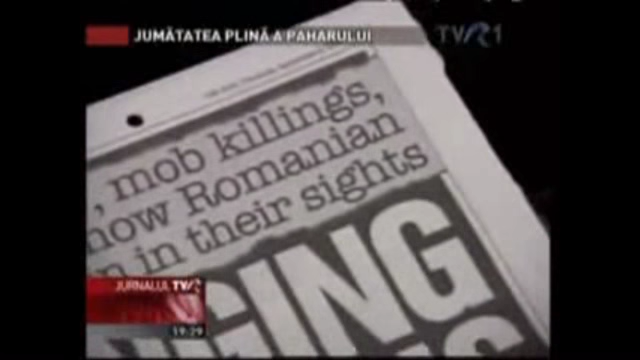 JUMĂTATEA PLINĂ A PAHARULUI
TVR1
, mob killings,
now Romanian
in their sights
GING
JURNALUL TVR
19:29